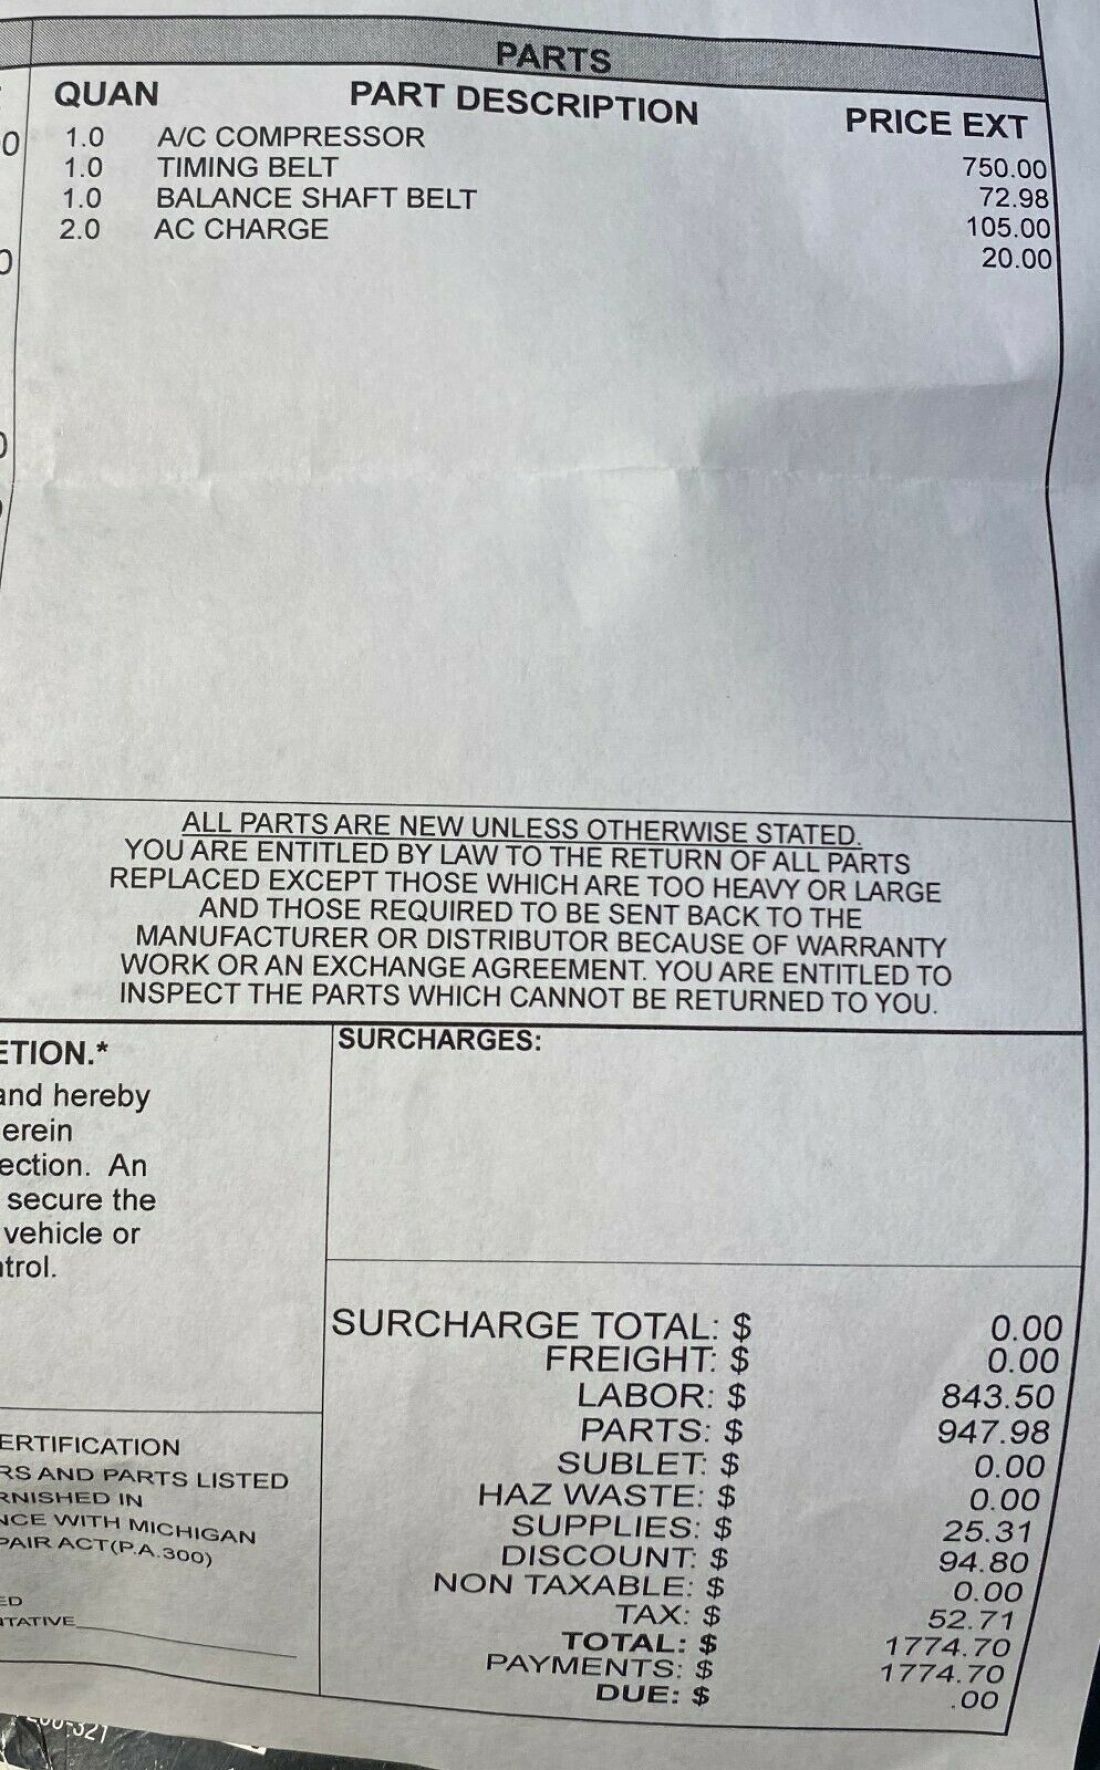 PARTS
QUAN PART DESCRIPTION PRICE EXT
1.0 A/C COMPRESSOR 750.00
1.0 TIMING BELT 72.98
1.0 BALANCE SHAFT BELT 105.00
2.0 AC CHARGE 20.00
ALL PARTS ARE NEW UNLESS OTHERWISE STATED.
YOU ARE ENTITLED BY LAW TO THE RETURN OF ALL PARTS
REPLACED EXCEPT THOSE WHICH ARE TOO HEAVY OR LARGE
AND THOSE REQUIRED TO BE SENT BACK TO THE
MANUFACTURER OR DISTRIBUTOR BECAUSE OF WARRANTY
WORK OR AN EXCHANGE AGREEMENT. YOU ARE ENTITLED TO
INSPECT THE PARTS WHICH CANNOT BE RETURNED TO YOU.
ETION.*
and hereby
erein
ection. An
secure the
vehicle or
ntrol.
ERTIFICATION
RS AND PARTS LISTED
RNISHED IN
NCE WITH MICHIGAN
PAIR ACT(P.A.300)
ED
NTATIVE
SURCHARGES:
SURCHARGE TOTAL: $ 0.00
FREIGHT: $ 0.00
LABOR: $ 843.50
PARTS: $ 947.98
SUBLET: $ 0.00
HAZ WASTE: $ 0.00
SUPPLIES: $ 25.31
DISCOUNT: $ 94.80
NON TAXABLE: $ 0.00
TAX: $ 52.71
TOTAL: $ 1774.70
PAYMENTS: $ 1774.70
DUE: $ .00